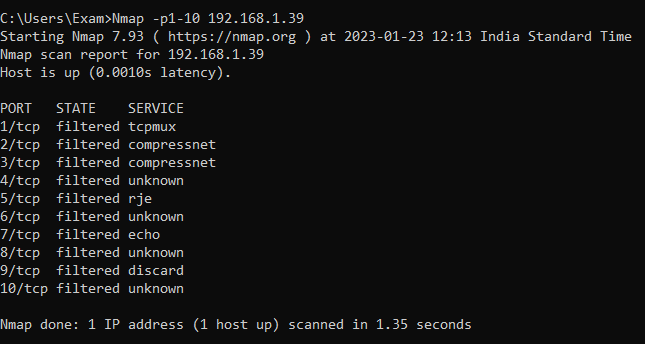 C:\Users\Exam>Nmap -p1-10 192.168.1.39
Starting Nmap 7.93 ( https://nmap.org ) at 2023-01-23 12:13 India Standard Time
Nmap scan report for 192.168.1.39
Host is up (0.0010s latency).

PORT   STATE    SERVICE
1/tcp  filtered tcpmux
2/tcp  filtered compressnet
3/tcp  filtered compressnet
4/tcp  filtered unknown
5/tcp  filtered rje
6/tcp  filtered unknown
7/tcp  filtered echo
8/tcp  filtered unknown
9/tcp  filtered discard
10/tcp filtered unknown

Nmap done: 1 IP address (1 host up) scanned in 1.35 seconds